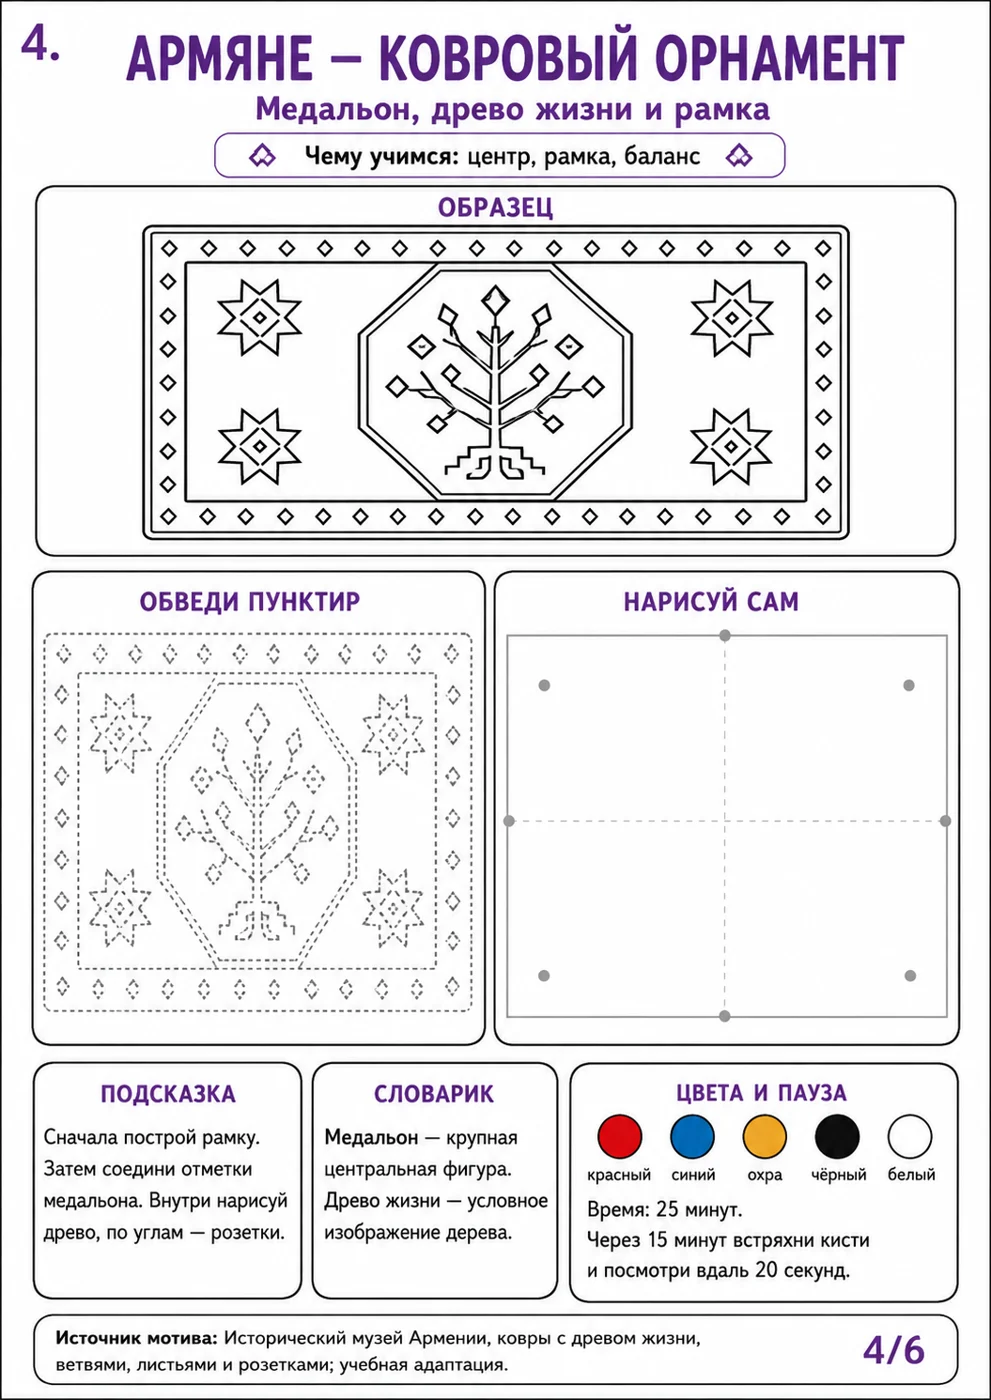 4.
АРМЯНЕ – КОВРОВЫЙ ОРНАМЕНТ
Медальон, древо жизни и рамка
Чему учимся: центр, рамка, баланс
ОБРАЗЕЦ
ОБВЕДИ ПУНКТИР
НАРИСУЙ САМ
ПОДСКАЗКА
Сначала построй рамку.
Затем соедини отметки
медальона. Внутри нарисуй
древо, по углам — розетки.
СЛОВАРИК
Медальон — крупная
центральная фигура.
Древо жизни — условное
изображение дерева.
ЦВЕТА И ПАУЗА
красный синий охра чёрный белый
Время: 25 минут.
Через 15 минут встряхни кисти
и посмотри вдаль 20 секунд.
Источник мотива: Исторический музей Армении, ковры с древом жизни,
ветвями, листьями и розетками; учебная адаптация.
4/6